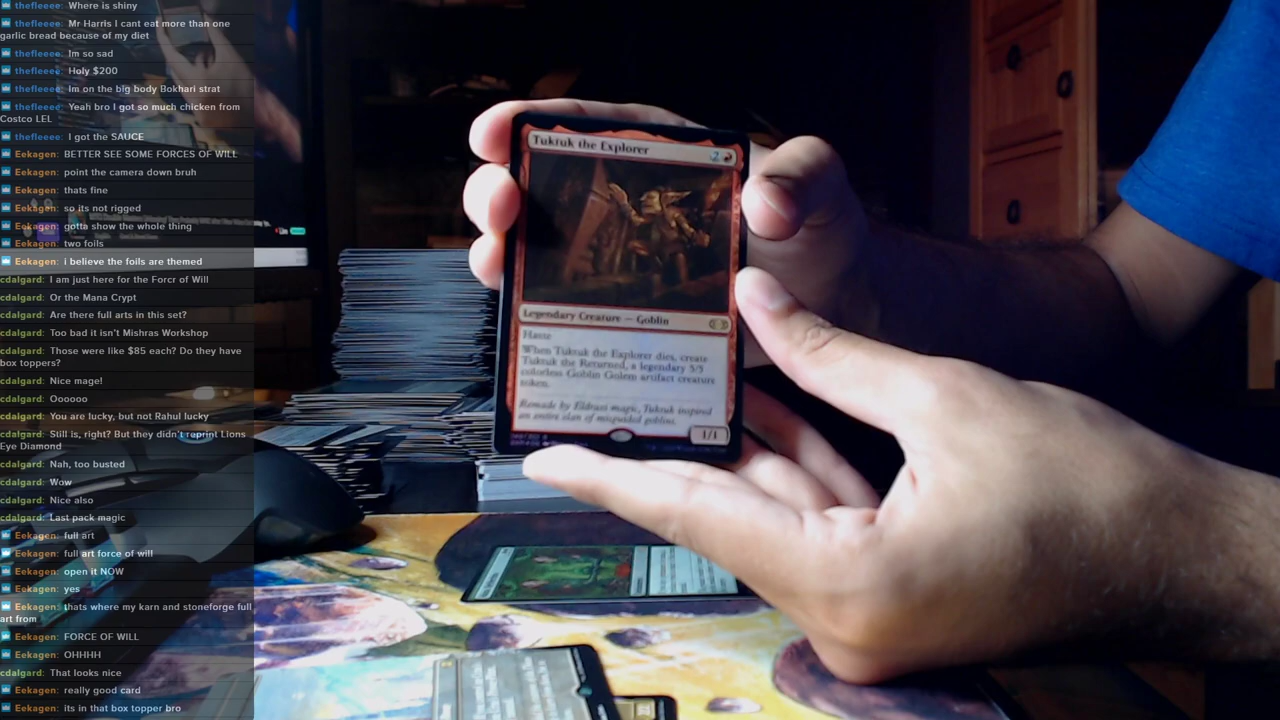 thefleeee: Where is shiny
thefleeee: Mr Harris I cant eat more than one
garlic bread because of my diet
thefleeee: Im so sad
thefleeee: Holy $200
thefleeee: Im on the big body Bokhari strat
thefleeee: Yeah bro I got so much chicken from
Costco LEL
thefleeee: I got the SAUCE
Eekagen: BETTER SEE SOME FORCES OF WILL
Eekagen: point the camera down bruh
Eekagen: thats fine
Eekagen: so its not rigged
Eekagen: gotta show the whole thing
Eekagen: two foils
Eekagen: i believe the foils are themed
cdalgard: I am just here for the Forcr of Will
cdalgard: Or the Mana Crypt
cdalgard: Are there full arts in this set?
cdalgard: Too bad it isn't Mishras Workshop
cdalgard: Those were like $85 each? Do they have
box toppers?
cdalgard: Nice mage!
cdalgard: Oooooo
cdalgard: You are lucky, but not Rahul lucky
cdalgard: Still is, right? But they didn't reprint Lions
Eye Diamond
cdalgard: Nah, too busted
cdalgard: Wow
cdalgard: Nice also
cdalgard: Last pack magic
Eekagen: full art
Eekagen: full art force of will
Eekagen: open it NOW
Eekagen: yes
Eekagen: thats where my karn and stoneforge full
art from
Eekagen: FORCE OF WILL
Eekagen: OHHHH
cdalgard: That looks nice
Eekagen: really good card
Eekagen: its in that box topper bro
Tuktuk the Explorer 2
Legendary Creature — Goblin
Haste
When Tuktuk the Explorer dies, create
Tuktuk the Returned, a legendary 5/5
colorless Goblin Golem artifact creature
token.
Remade by Eldrazi magic, Tuktuk inspired
an entire clan of misguided goblins.
1/1